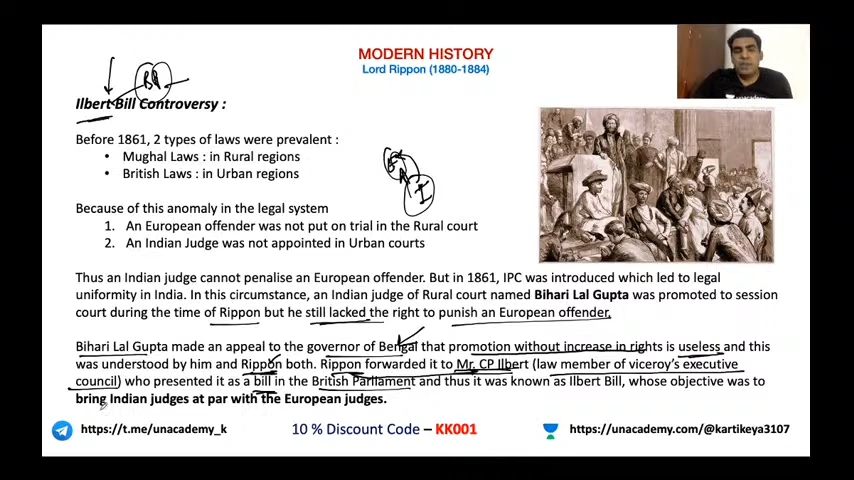 MODERN HISTORY
Lord Rippon (1880-1884)
Ilbert Bill Controversy :
Before 1861, 2 types of laws were prevalent :
• Mughal Laws : in Rural regions
• British Laws : in Urban regions
Because of this anomaly in the legal system
1. An European offender was not put on trial in the Rural court
2. An Indian Judge was not appointed in Urban courts
Thus an Indian judge cannot penalise an European offender. But in 1861, IPC was introduced which led to legal
uniformity in India. In this circumstance, an Indian judge of Rural court named Bihari Lal Gupta was promoted to session
court during the time of Rippon but he still lacked the right to punish an European offender.
Bihari Lal Gupta made an appeal to the governor of Bengal that promotion without increase in rights is useless and this
was understood by him and Rippon both. Rippon forwarded it to Mr. CP Ilbert (law member of viceroy's executive
council) who presented it as a bill in the British Parliament and thus it was known as Ilbert Bill, whose objective was to
bring Indian judges at par with the European judges.
https://t.me/unacademy_k
10 % Discount Code – KK001
https://unacademy.com/@kartikeya3107